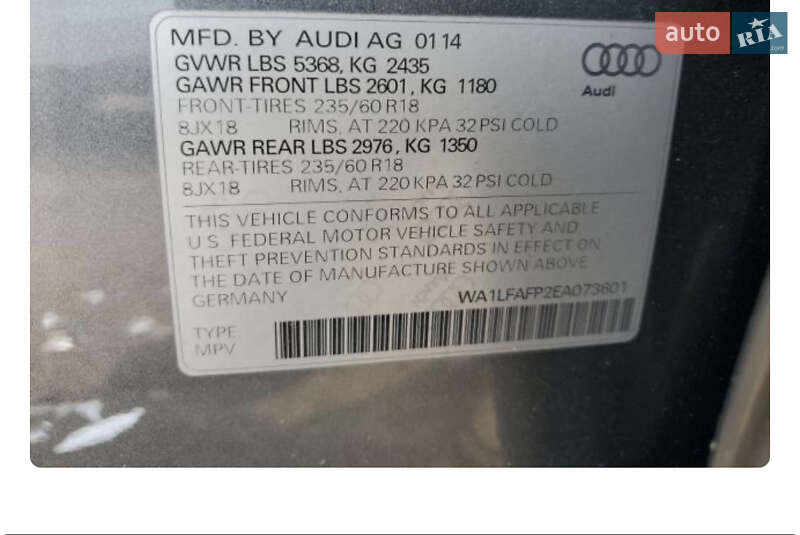 auto RIA
MFD. BY AUDI AG 01 14
GVWR LBS 5368, KG 2435
GAWR FRONT LBS 2601, KG 1180
FRONT-TIRES 235/60 R18
8JX18 RIMS, AT 220 KPA 32 PSI COLD
GAWR REAR LBS 2976, KG 1350
REAR-TIRES 235/60 R18
8JX18 RIMS, AT 220 KPA 32 PSI COLD
Audi
THIS VEHICLE CONFORMS TO ALL APPLICABLE
U.S. FEDERAL MOTOR VEHICLE SAFETY AND
THEFT PREVENTION STANDARDS IN EFFECT ON
THE DATE OF MANUFACTURE SHOWN ABOVE.
GERMANY WA1LFAFP2EA073601
TYPE
MPV